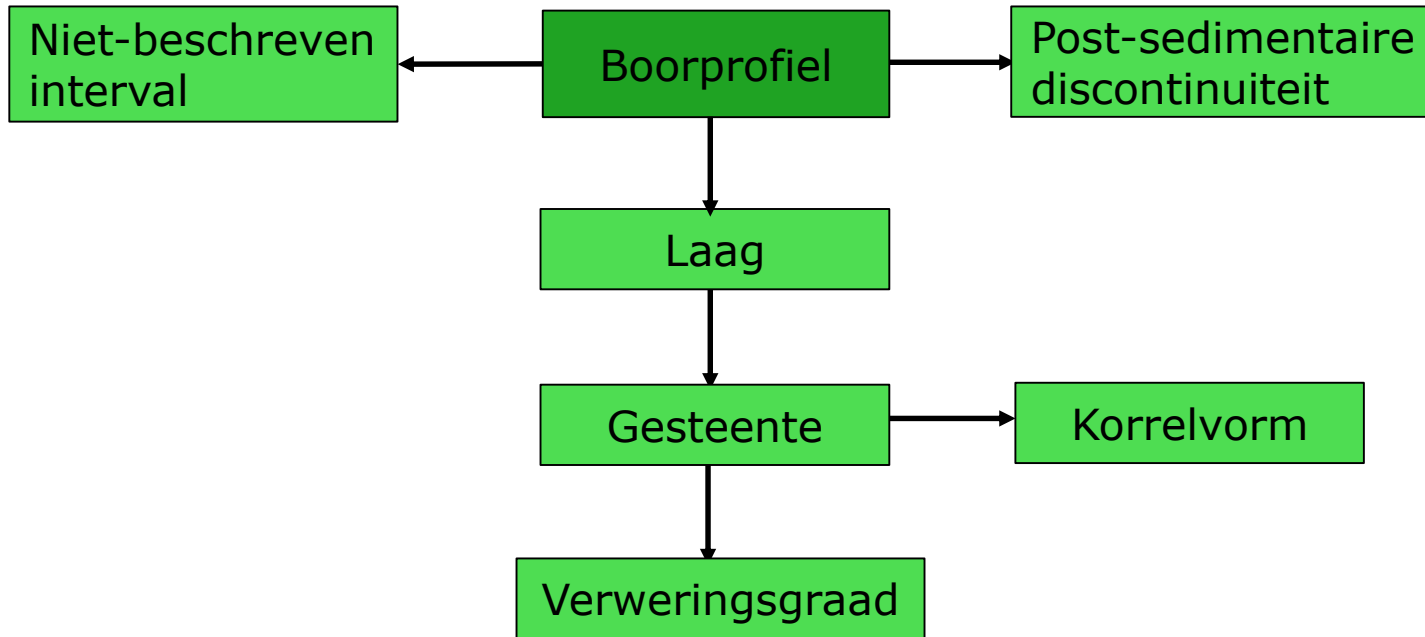 Niet-beschreven
interval
Boorprofiel
Post-sedimentaire
discontinuiteit
Laag
Gesteente
Korrelvorm
Verweringsgraad